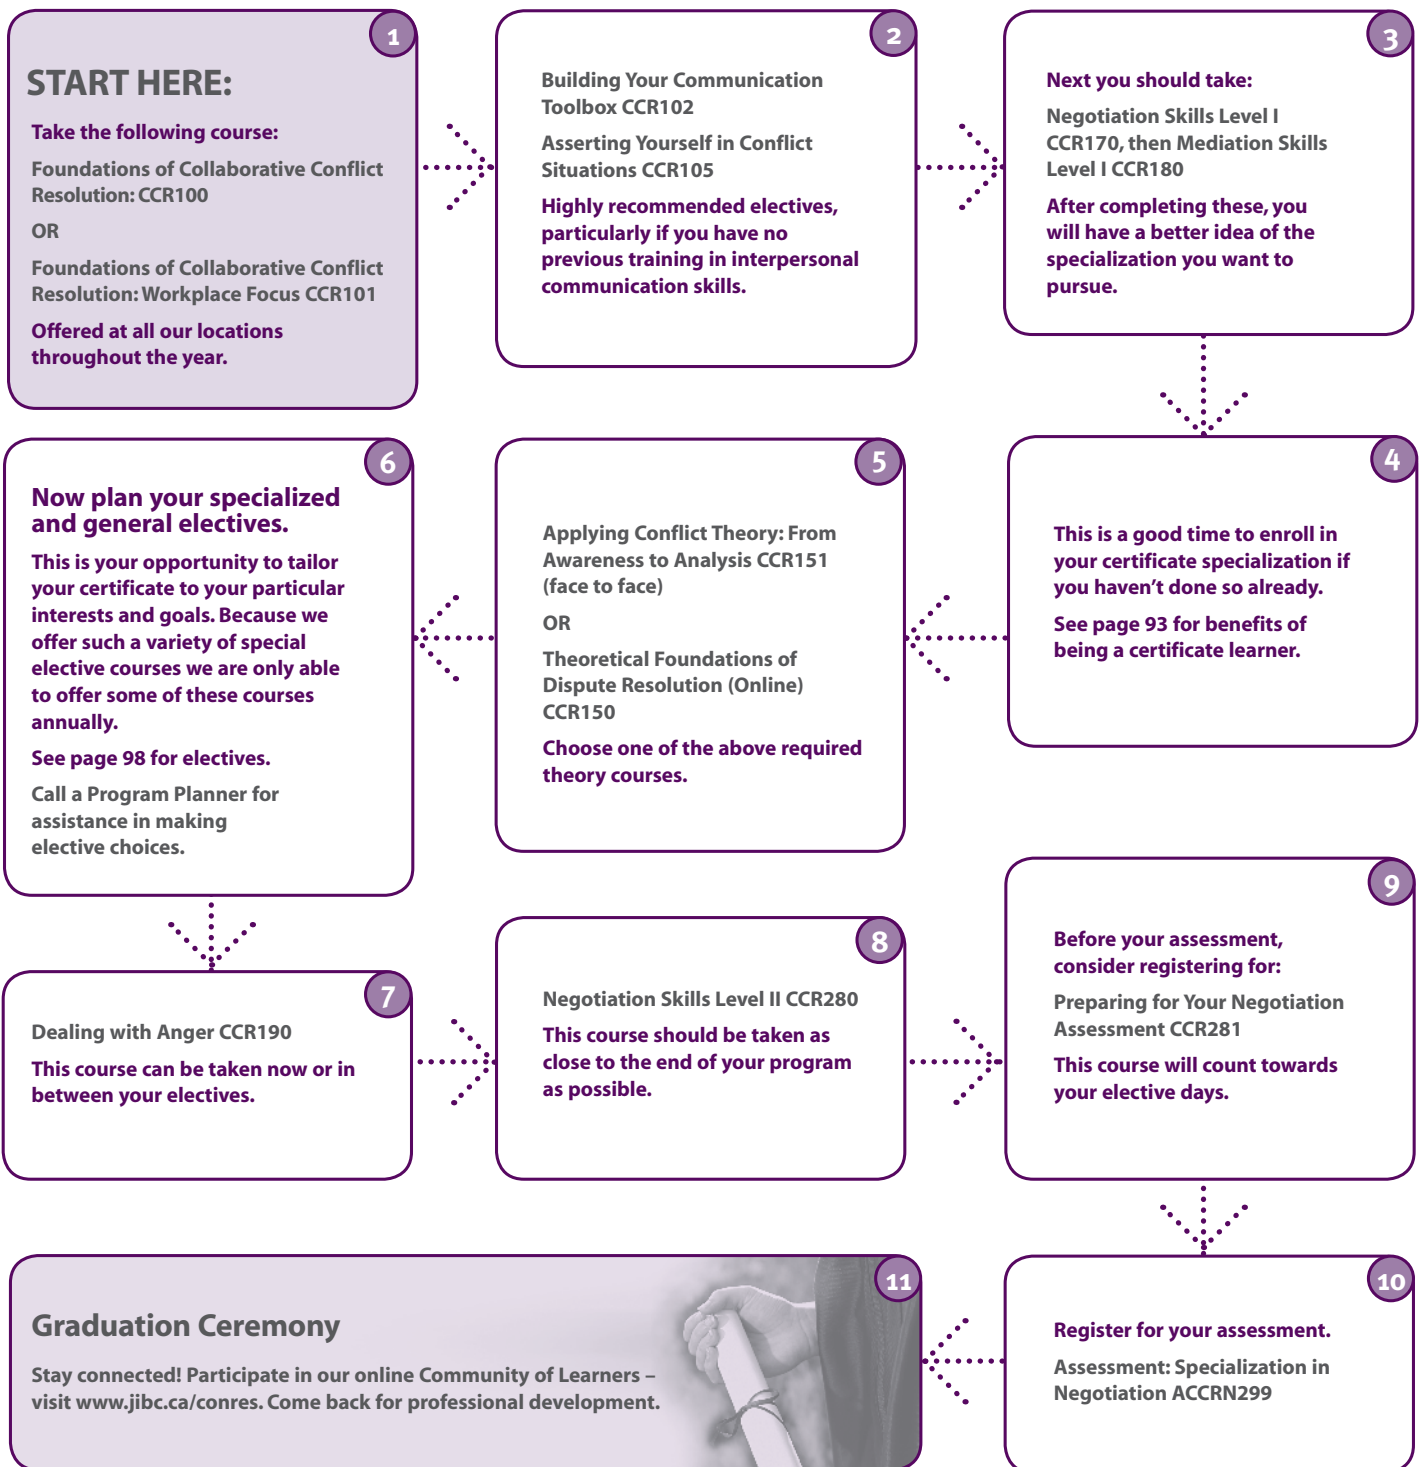 1
START HERE:
Take the following course:
Foundations of Collaborative Conflict
Resolution: CCR100
OR
Foundations of Collaborative Conflict
Resolution: Workplace Focus CCR101
Offered at all our locations
throughout the year.
2
Building Your Communication
Toolbox CCR102
Asserting Yourself in Conflict
Situations CCR105
Highly recommended electives,
particularly if you have no
previous training in interpersonal
communication skills.
3
Next you should take:
Negotiation Skills Level I
CCR170, then Mediation Skills
Level I CCR180
After completing these, you
will have a better idea of the
specialization you want to
pursue.
4
This is a good time to enroll in
your certificate specialization if
you haven't done so already.
See page 93 for benefits of
being a certificate learner.
5
Applying Conflict Theory: From
Awareness to Analysis CCR151
(face to face)
OR
Theoretical Foundations of
Dispute Resolution (Online)
CCR150
Choose one of the above required
theory courses.
6
Now plan your specialized
and general electives.
This is your opportunity to tailor
your certificate to your particular
interests and goals. Because we
offer such a variety of special
elective courses we are only able
to offer some of these courses
annually.
See page 98 for electives.
Call a Program Planner for
assistance in making
elective choices.
7
Dealing with Anger CCR190
This course can be taken now or in
between your electives.
8
Negotiation Skills Level II CCR280
This course should be taken as
close to the end of your program
as possible.
9
Before your assessment,
consider registering for:
Preparing for Your Negotiation
Assessment CCR281
This course will count towards
your elective days.
10
Register for your assessment.
Assessment: Specialization in
Negotiation ACCRN299
11
Graduation Ceremony
Stay connected! Participate in our online Community of Learners –
visit www.jibc.ca/conres. Come back for professional development.